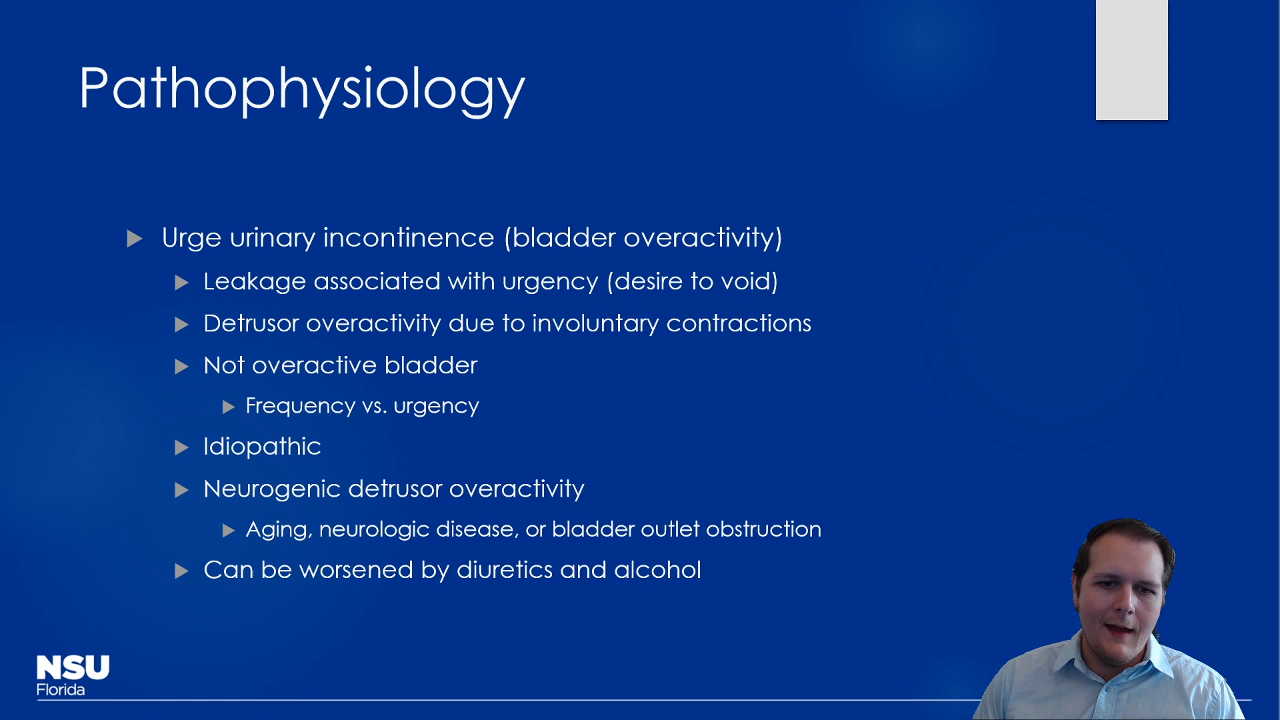 Pathophysiology
Urge urinary incontinence (bladder overactivity)
Leakage associated with urgency (desire to void)
Detrusor overactivity due to involuntary contractions
Not overactive bladder
Frequency vs. urgency
Idiopathic
Neurogenic detrusor overactivity
Aging, neurologic disease, or bladder outlet obstruction
Can be worsened by diuretics and alcohol
NSU
Florida